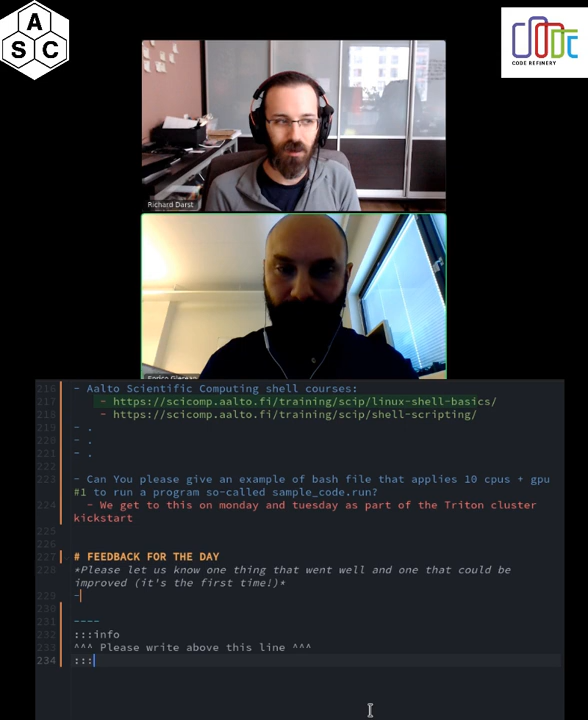 A
S C
CODE
CODE REFINERY
Richard Darst
Enrico Glerean
216 - Aalto Scientific Computing shell courses:
217 - https://scicomp.aalto.fi/training/scip/linux-shell-basics/
218 - https://scicomp.aalto.fi/training/scip/shell-scripting/
219 - .
220 - .
221 - .
222
223 - Can You please give an example of bash file that applies 10 cpus + gpu
#1 to run a program so-called sample_code.run?
224 - We get to this on monday and tuesday as part of the Triton cluster
kickstart
225
226
227 # FEEDBACK FOR THE DAY
228 *Please let us know one thing that went well and one that could be
improved (it's the first time!)*
229 -
230
231 ----
232 :::info
233 ^^^ Please write above this line ^^^
234 :::